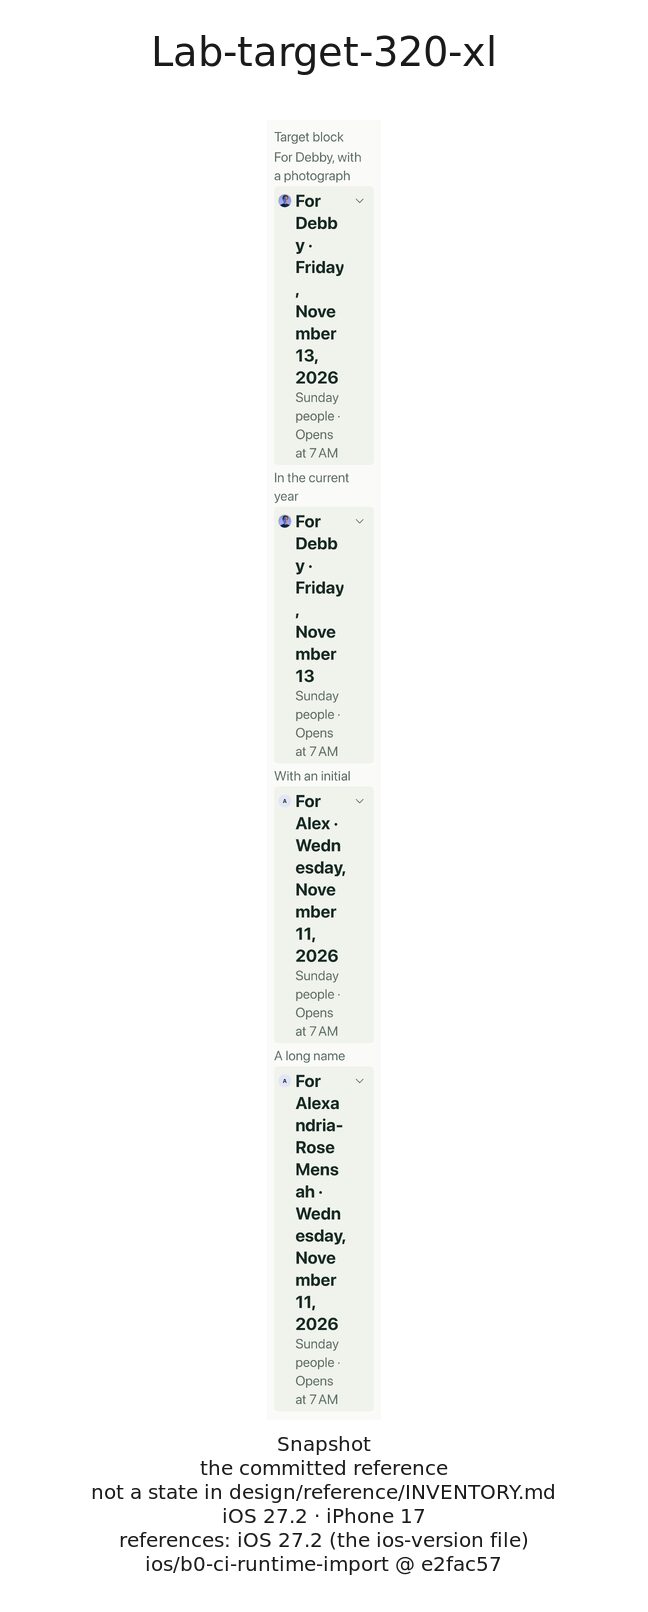 Lab-target-320-xl
Target block
For Debby, with
a photograph
For
Debb
y ·
Friday
,
Nove
mber
13,
2026
Sunday
people ·
Opens
at 7 AM
In the current
year
For
Debb
y ·
Friday
,
Nove
mber
13
Sunday
people ·
Opens
at 7 AM
With an initial
A
For
Alex ·
Wedn
esday,
Nove
mber
11,
2026
Sunday
people ·
Opens
at 7 AM
A long name
A
For
Alexa
ndria-
Rose
Mens
ah ·
Wedn
esday,
Nove
mber
11,
2026
Sunday
people ·
Opens
at 7 AM
Snapshot
the committed reference
not a state in design/reference/INVENTORY.md
iOS 27.2 · iPhone 17
references: iOS 27.2 (the ios-version file)
ios/b0-ci-runtime-import @ e2fac57